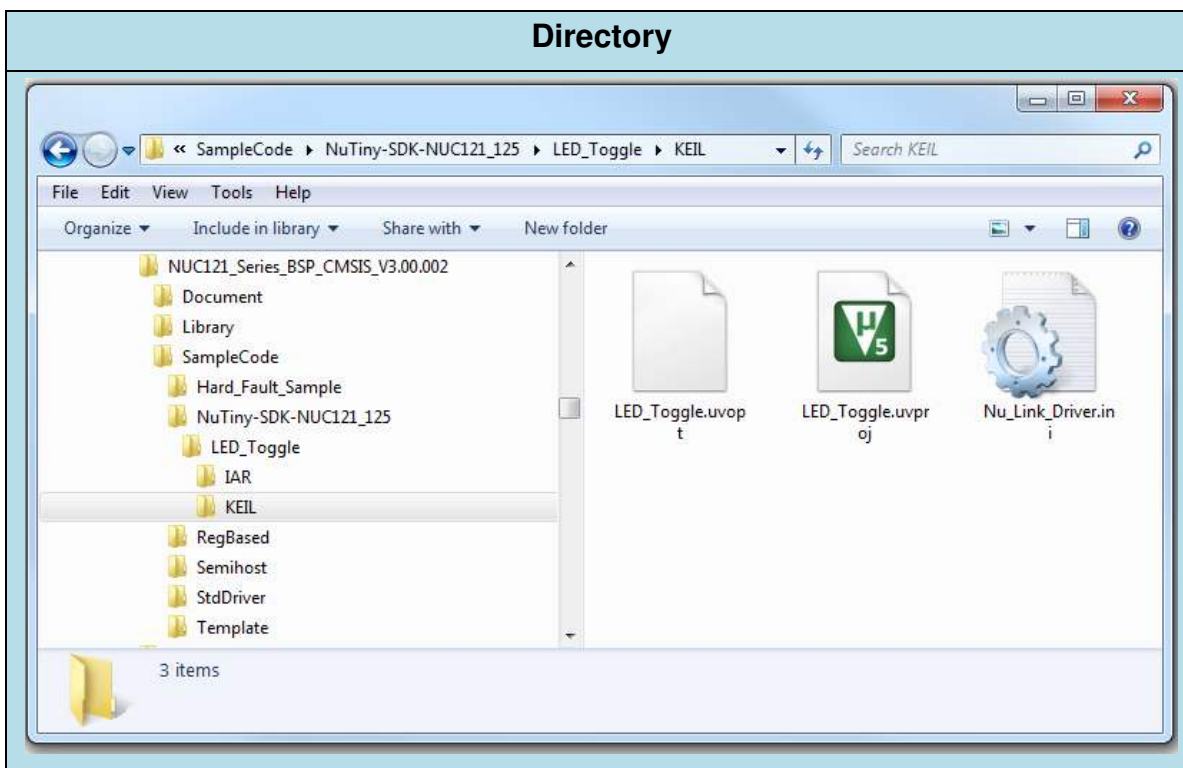 Directory
« SampleCode ▸ NuTiny-SDK-NUC121_125 ▸ LED_Toggle ▸ KEIL
Search KEIL
File Edit View Tools Help
Organize Include in library Share with New folder
NUC121_Series_BSP_CMSIS_V3.00.002
Document
Library
SampleCode
Hard_Fault_Sample
NuTiny-SDK-NUC121_125
LED_Toggle
IAR
KEIL
RegBased
Semihost
StdDriver
Template
µ
5
LED_Toggle.uvop
t
LED_Toggle.uvpr
oj
Nu_Link_Driver.in
i
3 items